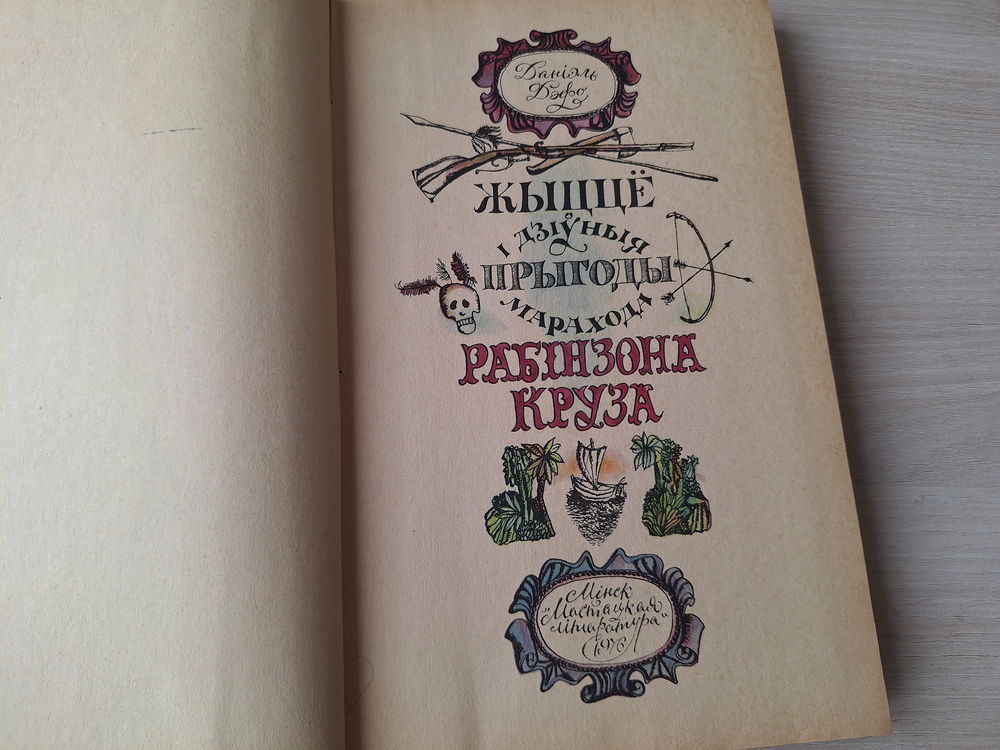 Даніэль
Дэфо
ЖЫЦЦЁ
І ДЗІЎНЫЯ
ПРЫГОДЫ
МАРАХОДА
РАБІНЗОНА
КРУЗА
Мінск
"Мастацкая
літаратура"
1976